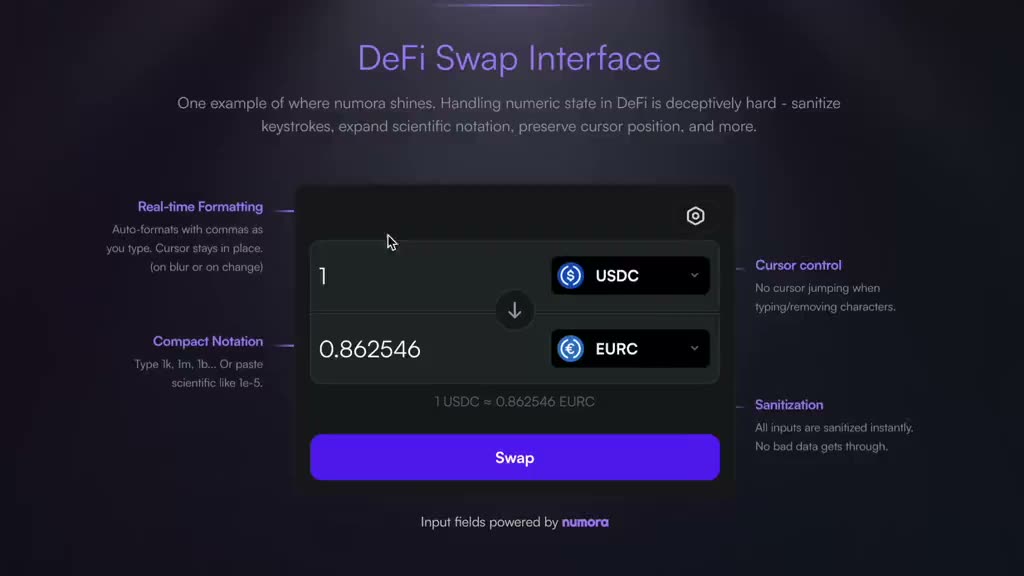 DeFi Swap Interface
One example of where numora shines. Handling numeric state in DeFi is deceptively hard - sanitize
keystrokes, expand scientific notation, preserve cursor position, and more.
Real-time Formatting
Auto-formats with commas as
you type. Cursor stays in place.
(on blur or on change)
Compact Notation
Type 1k, 1m, 1b... Or paste
scientific like 1e-5.
1
USDC
0.862546
EURC
1 USDC ≈ 0.862546 EURC
Swap
Cursor control
No cursor jumping when
typing/removing characters.
Sanitization
All inputs are sanitized instantly.
No bad data gets through.
Input fields powered by numora